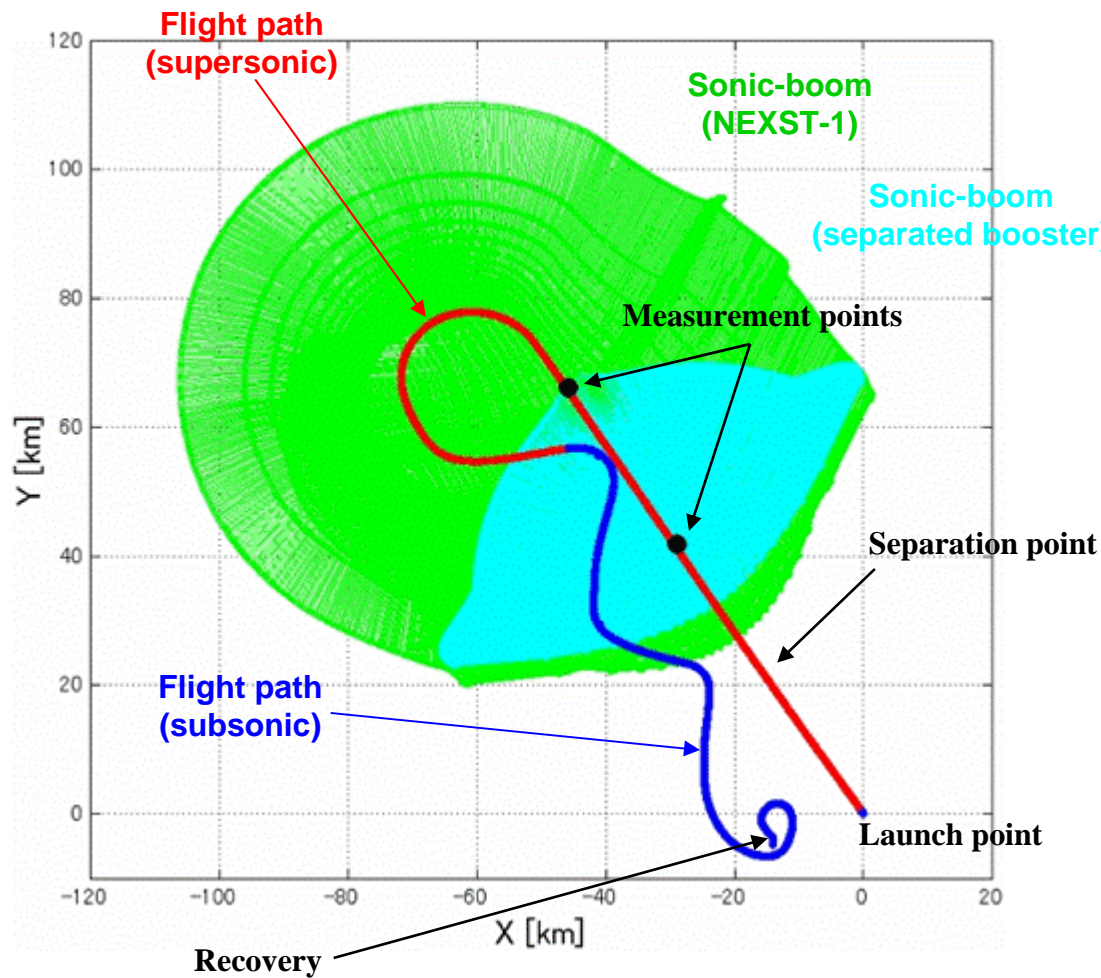 Flight path
(supersonic)
Sonic-boom
(NEXST-1)
Sonic-boom
(separated booster)
Measurement points
Separation point
Flight path
(subsonic)
Launch point
Recovery
120
100
80
60
40
20
0
Y [km]
-120
-100
-80
-60
-40
-20
0
20
X [km]